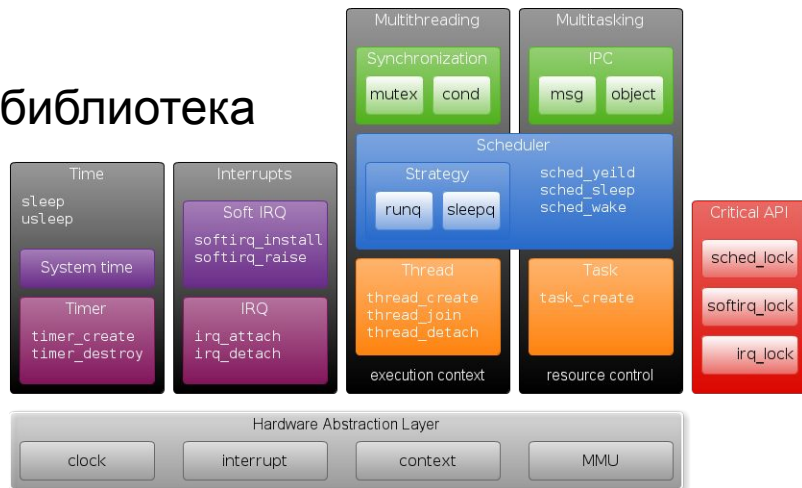 библиотека
Multithreading
Multitasking
Synchronization
IPC
mutex
cond
msg
object
Scheduler
Strategy
runq
sleepq
sched_yeild
sched_sleep
sched_wake
Time
sleep
usleep
System time
Timer
timer_create
timer_destroy
Interrupts
Soft IRQ
softirq_install
softirq_raise
IRQ
irq_attach
irq_detach
Thread
thread_create
thread_join
thread_detach
execution context
Task
task_create
resource control
Critical API
sched_lock
softirq_lock
irq_lock
Hardware Abstraction Layer
clock
interrupt
context
MMU